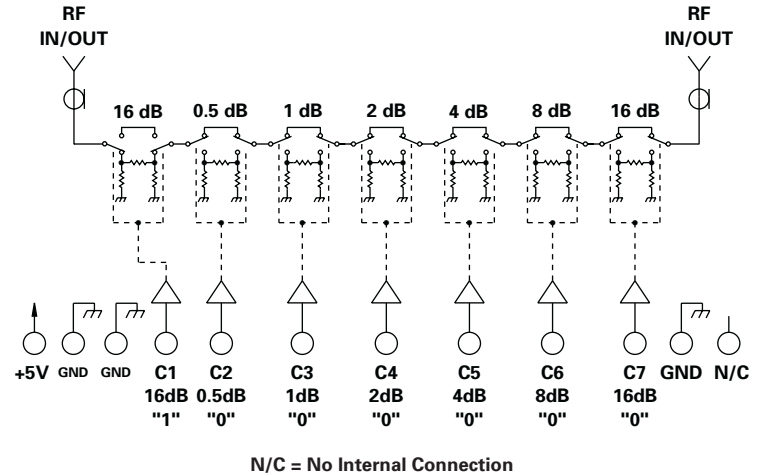 RF
IN/OUT
RF
IN/OUT
16 dB 0.5 dB 1 dB 2 dB 4 dB 8 dB 16 dB
+5V GND GND C1 C2 C3 C4 C5 C6 C7 GND N/C
16dB 0.5dB 1dB 2dB 4dB 8dB 16dB
"1" "0" "0" "0" "0" "0" "0"
N/C = No Internal Connection